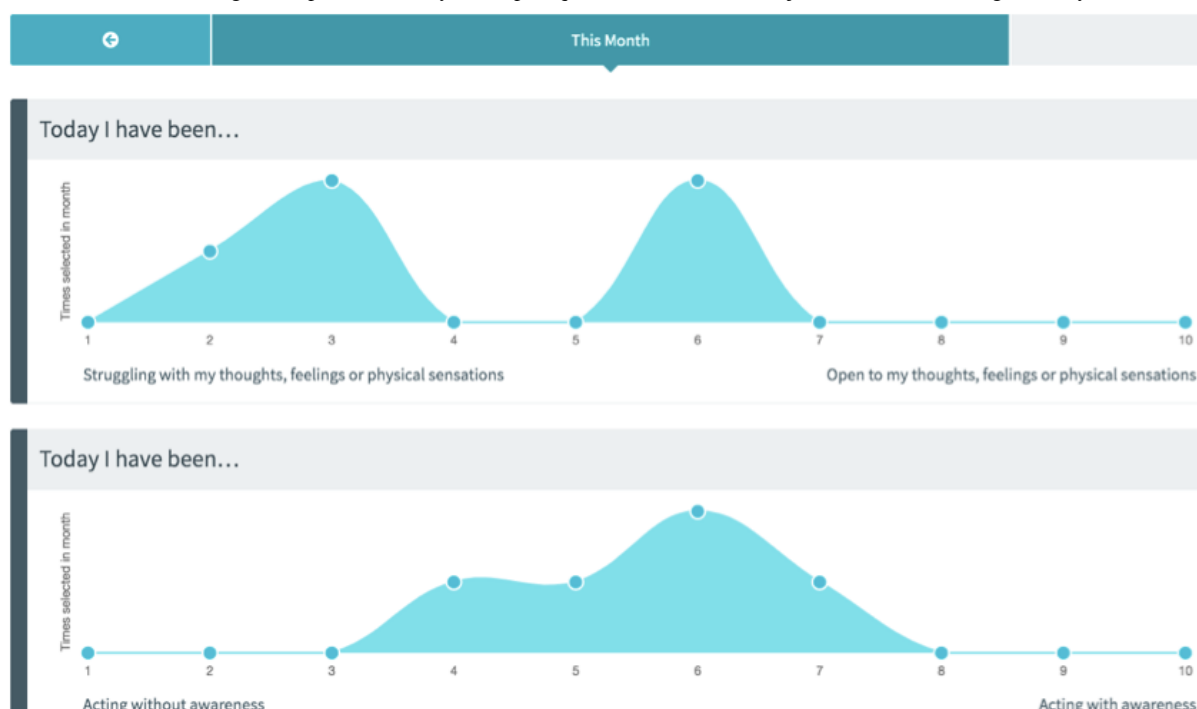 This Month
Today I have been...
Times selected in month
1 2 3 4 5 6 7 8 9 10
Struggling with my thoughts, feelings or physical sensations
Open to my thoughts, feelings or physical sensations
Today I have been...
Times selected in month
1 2 3 4 5 6 7 8 9 10
Acting without awareness
Acting with awareness